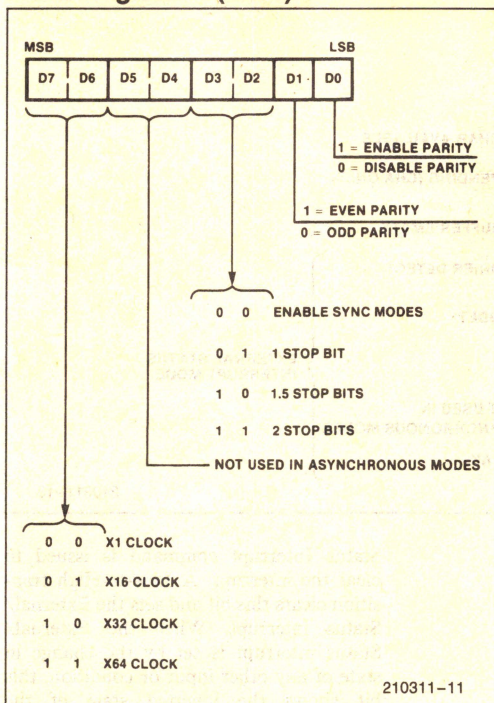 MSB LSB
D7 D6 D5 D4 D3 D2 D1 D0
1 = ENABLE PARITY
0 = DISABLE PARITY
1 = EVEN PARITY
0 = ODD PARITY
0 0 ENABLE SYNC MODES
0 1 1 STOP BIT
1 0 1.5 STOP BITS
1 1 2 STOP BITS
NOT USED IN ASYNCHRONOUS MODES
0 0 X1 CLOCK
0 1 X16 CLOCK
1 0 X32 CLOCK
1 1 X64 CLOCK
210311–11